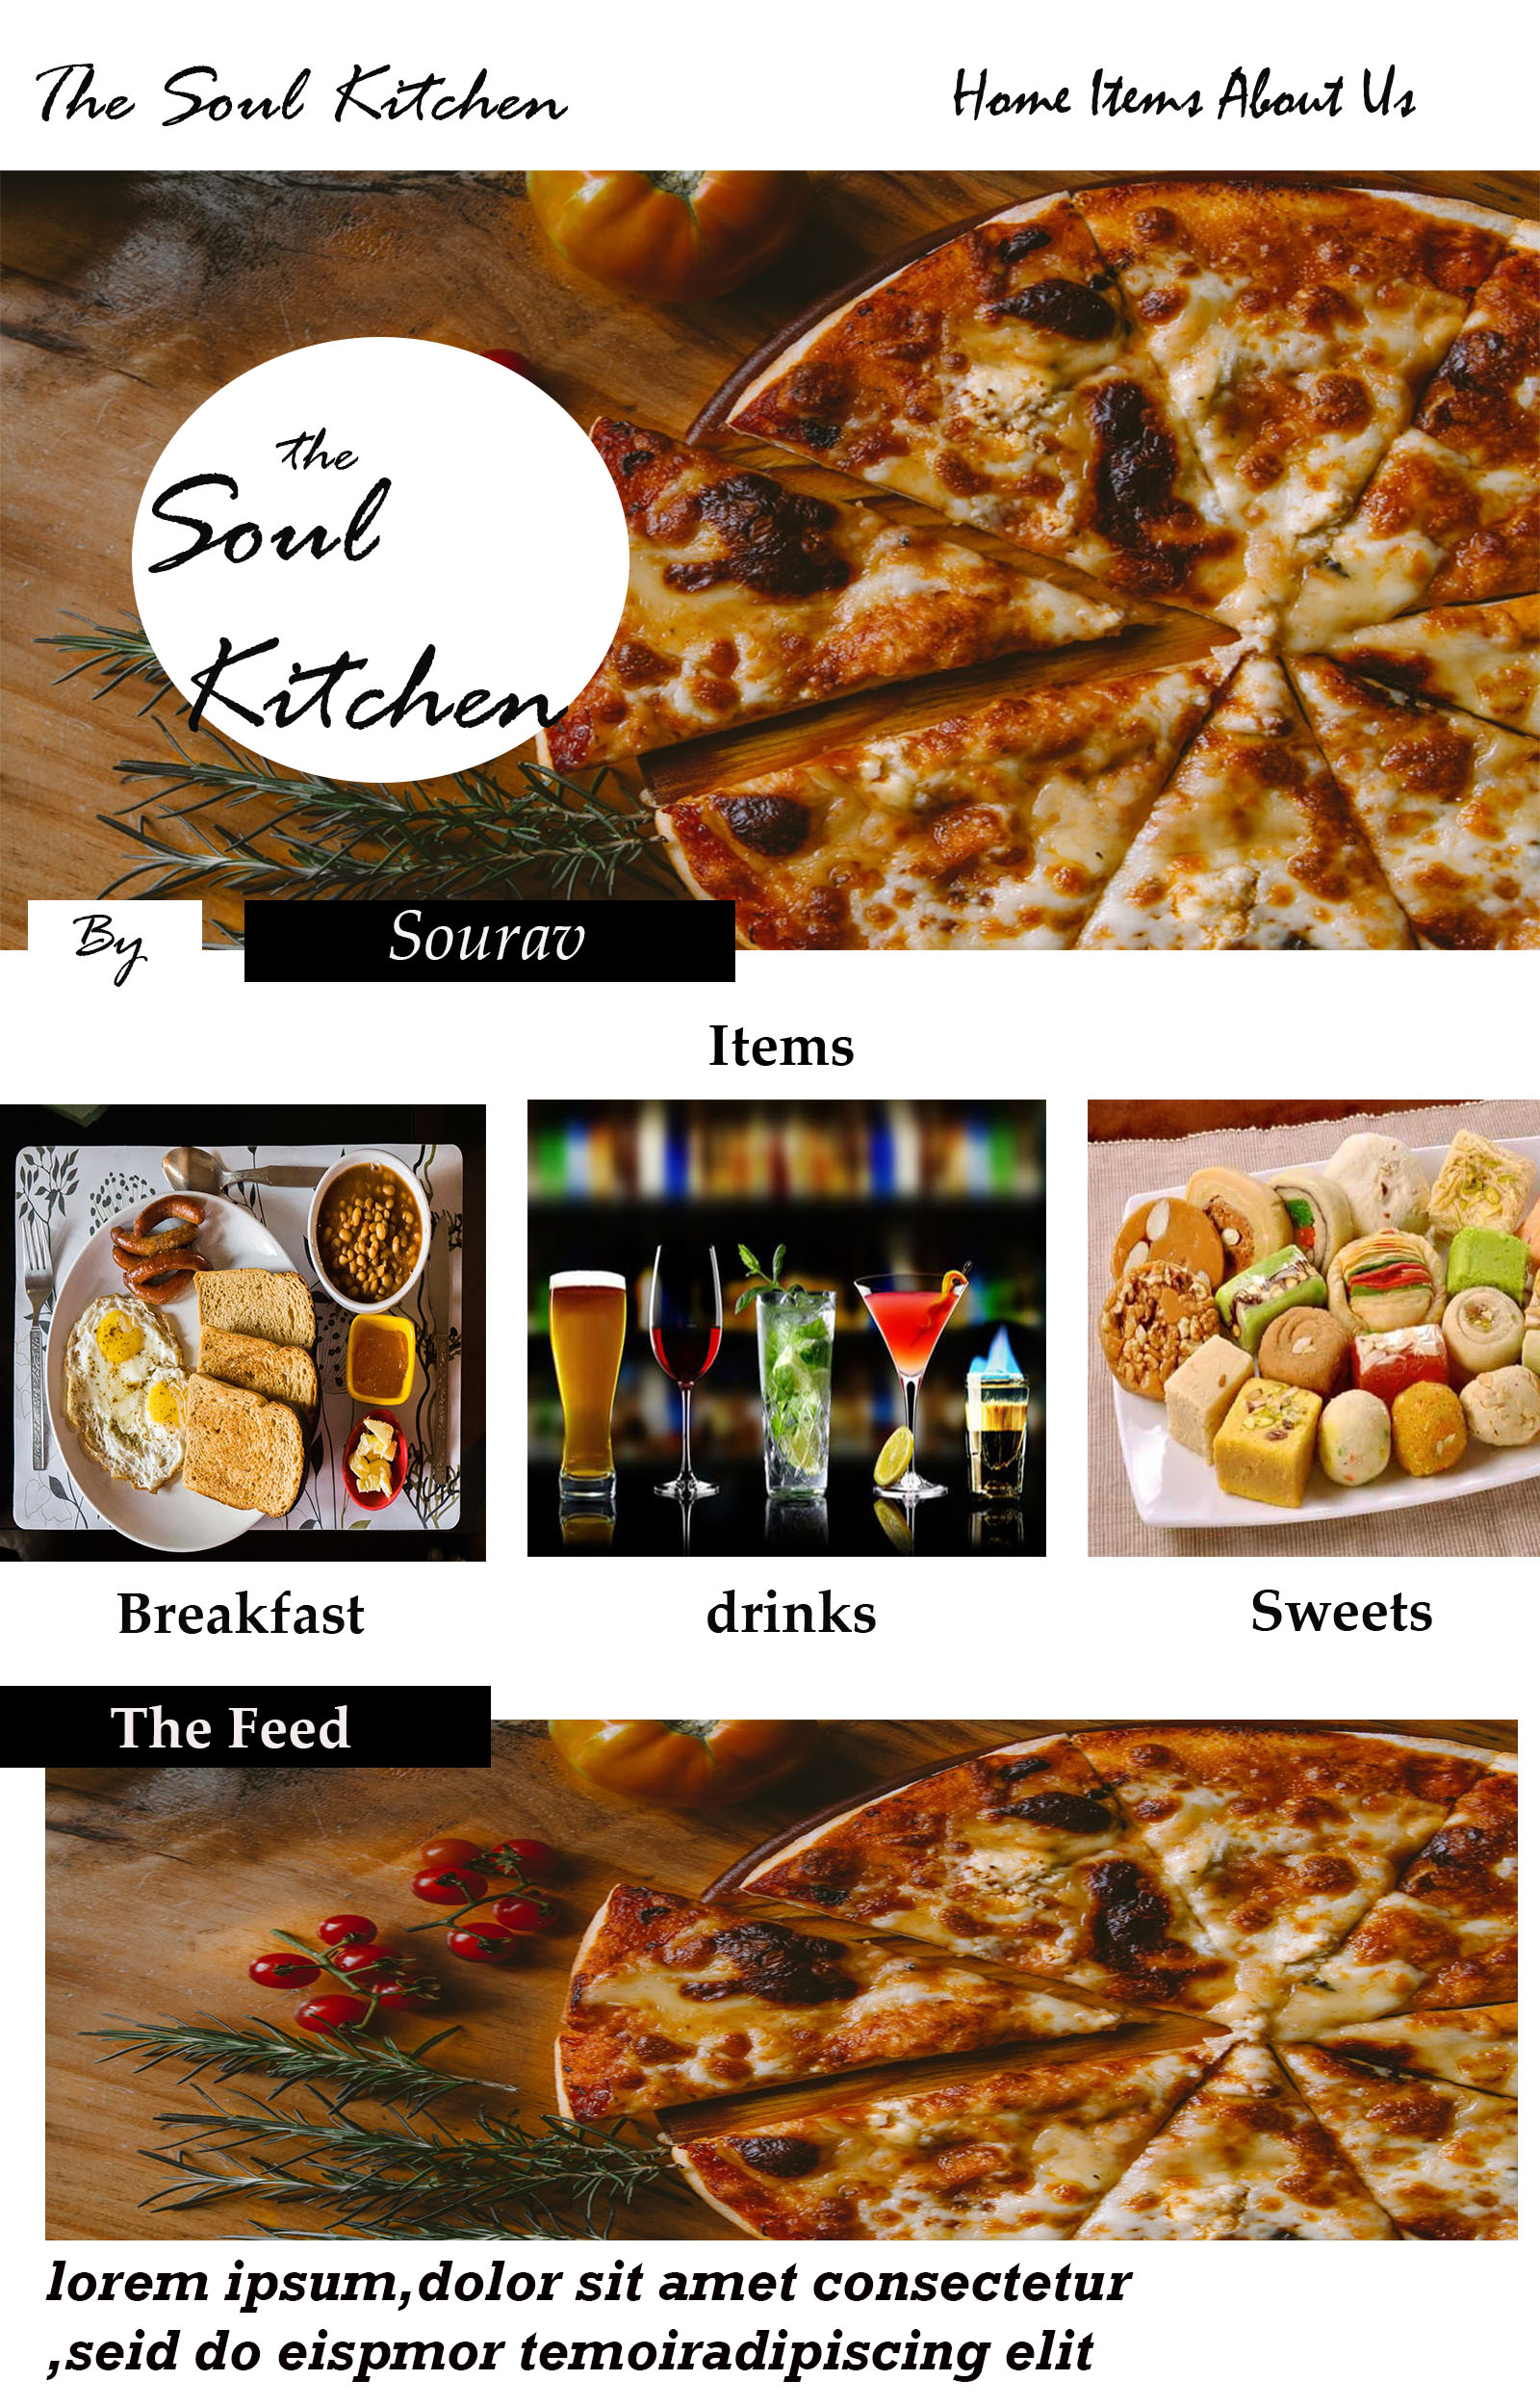 The Soul Kitchen
Home Items About Us
the
Soul
Kitchen
By
Sourav
Items
Breakfast
drinks
Sweets
The Feed
lorem ipsum,dolor sit amet consectetur
,seid do eispmor temoiradipiscing elit